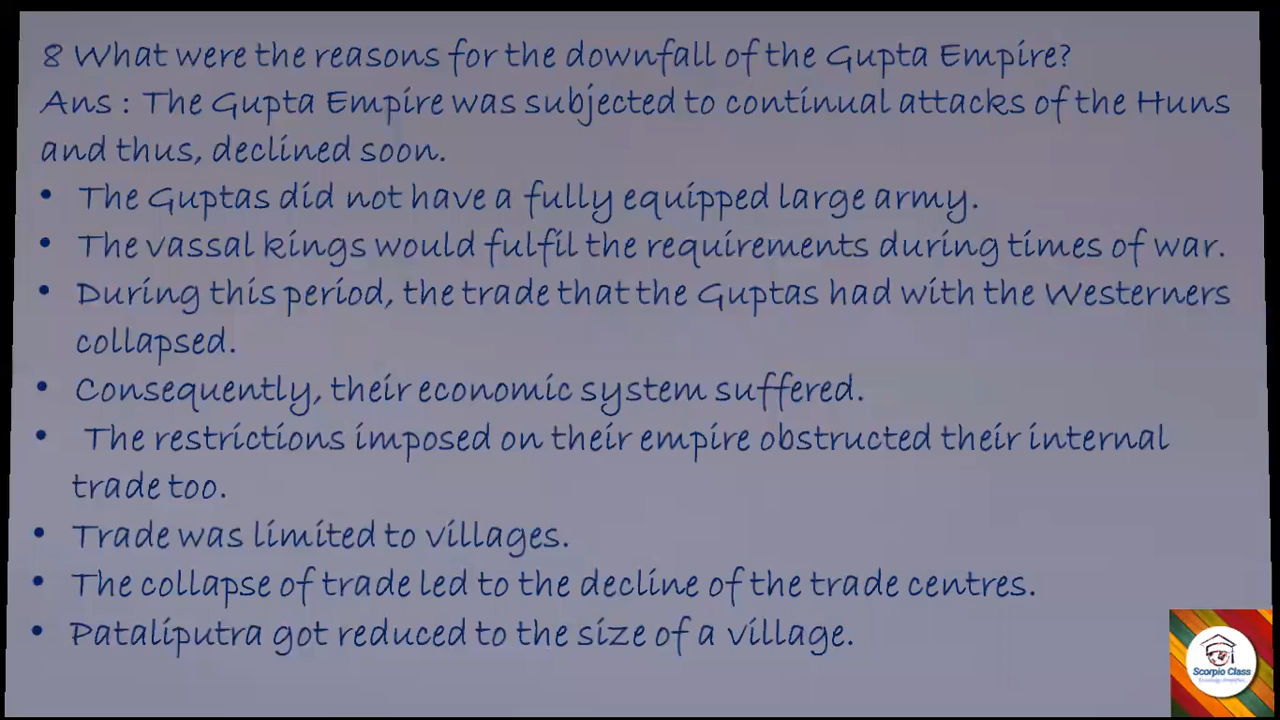 8 What were the reasons for the downfall of the Gupta Empire?
Ans : The Gupta Empire was subjected to continual attacks of the Huns
and thus, declined soon.
• The Guptas did not have a fully equipped large army.
• The vassal kings would fulfil the requirements during times of war.
• During this period, the trade that the Guptas had with the Westerners
collapsed.
• Consequently, their economic system suffered.
• The restrictions imposed on their empire obstructed their internal
trade too.
• Trade was limited to villages.
• The collapse of trade led to the decline of the trade centres.
• Pataliputra got reduced to the size of a village.
Scorpio Class